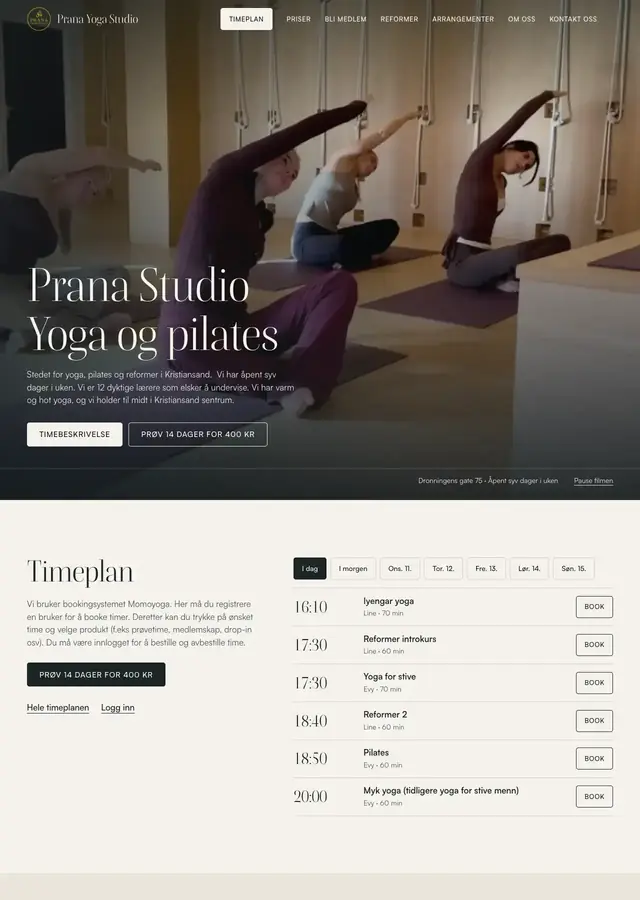 PRANA
Prana Yoga Studio
TIMEPLAN
PRISER
BLI MEDLEM
REFORMER
ARRANGEMENTER
OM OSS
KONTAKT OSS
Prana Studio
Yoga og pilates
Stedet for yoga, pilates og reformer i Kristiansand. Vi har åpent syv
dager i uken. Vi er 12 dyktige lærere som elsker å undervise. Vi har varm
og hot yoga, og vi holder til midt i Kristiansand sentrum.
TIMEBESKRIVELSE
PRØV 14 DAGER FOR 400 KR
Dronningens gate 75 · Åpent syv dager i uken
Pause filmen
Timeplan
Vi bruker bookingsystemet Momoyoga. Her må du registrere
en bruker for å booke timer. Deretter kan du trykke på ønsket
time og velge produkt (f.eks prøvetime, medlemskap, drop-in
osv). Du må være innlogget for å bestille og avbestille time.
PRØV 14 DAGER FOR 400 KR
Hele timeplanen
Logg inn
I dag
I morgen
Ons. 11.
Tor. 12.
Fre. 13.
Lør. 14.
Søn. 15.
16:10
Iyengar yoga
Line · 70 min
BOOK
17:30
Reformer introkurs
Line · 60 min
BOOK
17:30
Yoga for stive
Evy · 70 min
BOOK
18:40
Reformer 2
Line · 60 min
BOOK
18:50
Pilates
Evy · 60 min
BOOK
20:00
Myk yoga (tidligere yoga for stive menn)
Evy · 60 min
BOOK